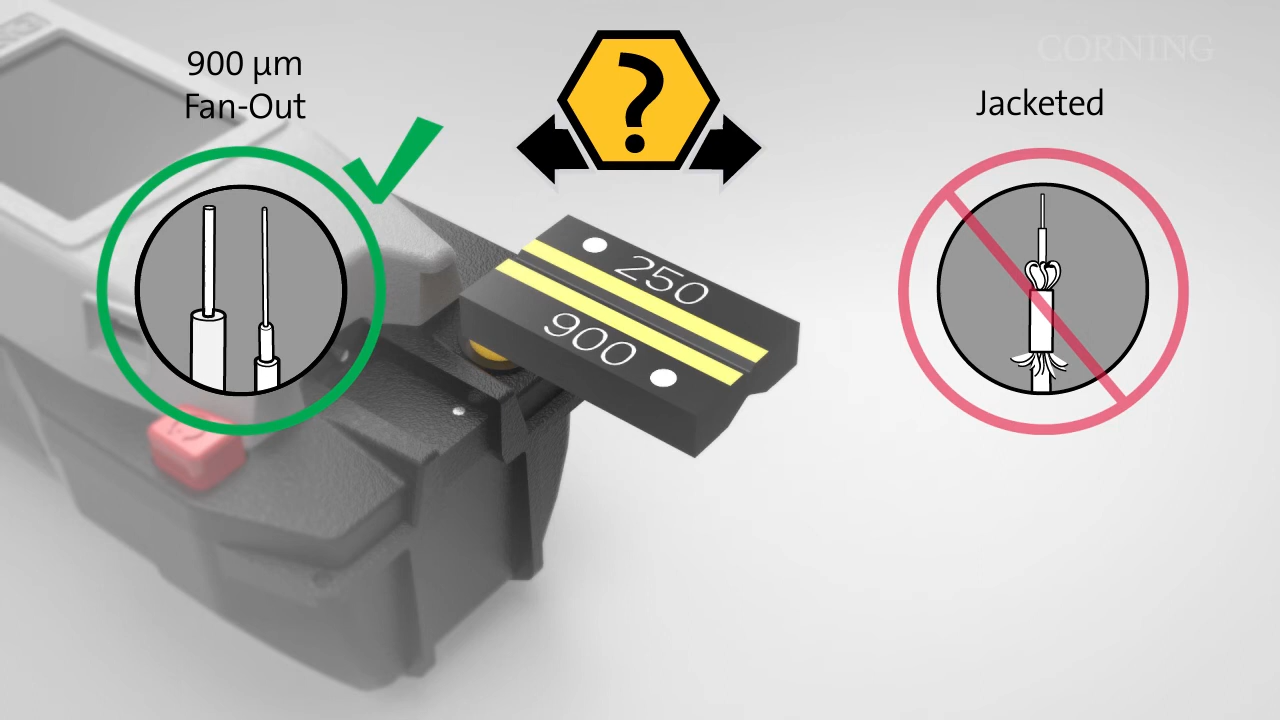 900 µm
Fan-Out
?
CORNING
Jacketed
250
900